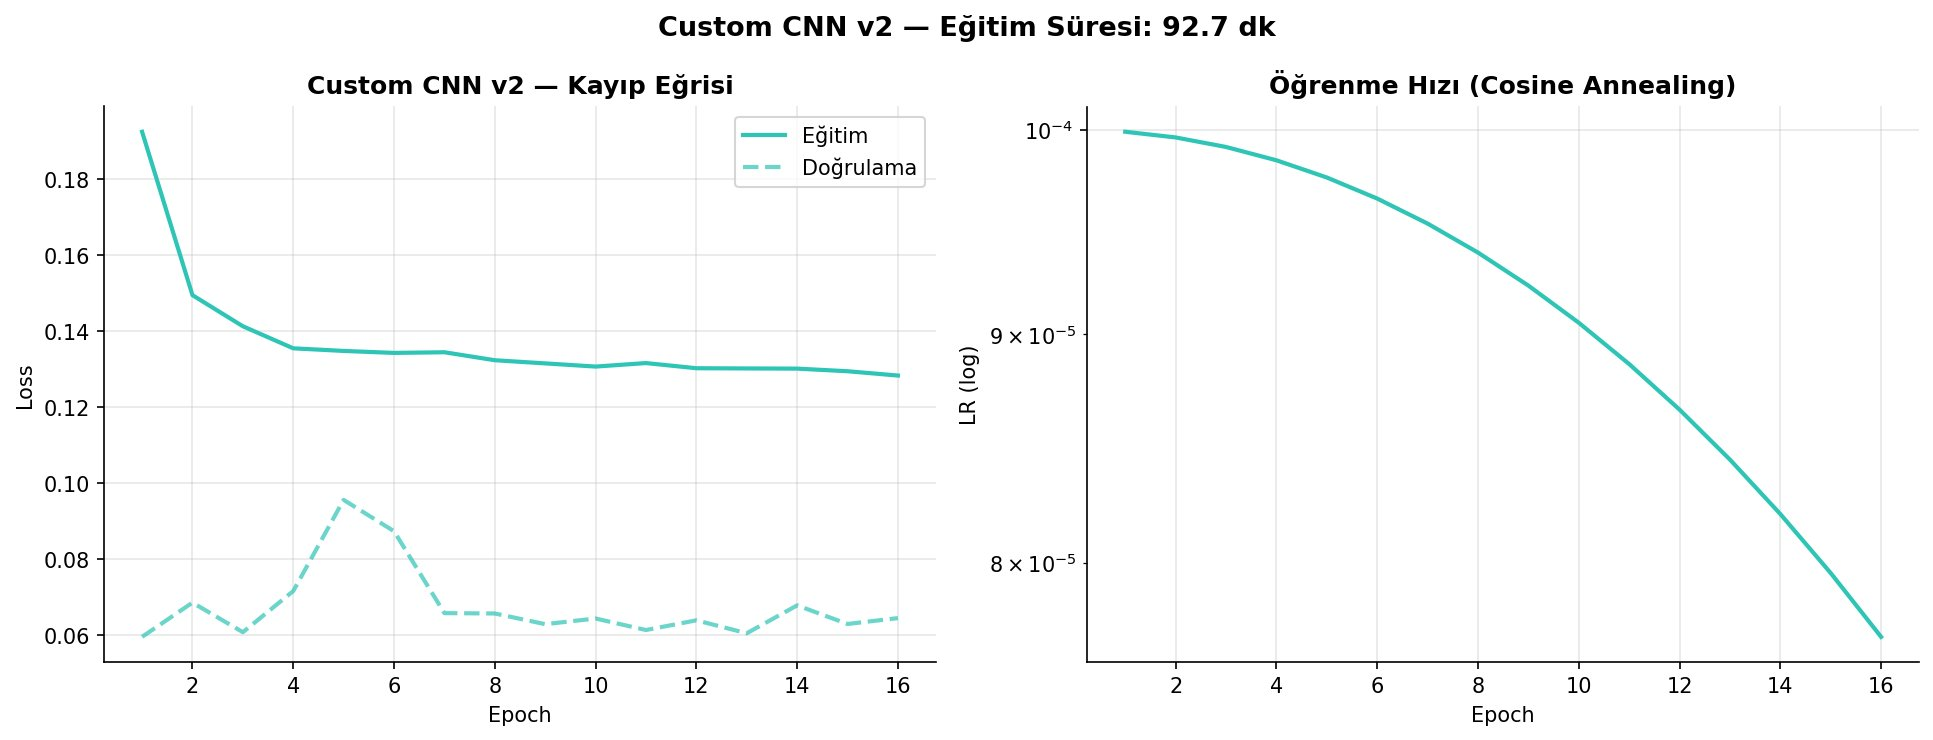 Custom CNN v2 — Eğitim Süresi: 92.7 dk
Custom CNN v2 — Kayıp Eğrisi
Eğitim
Doğrulama
0.18
0.16
0.14
0.12
0.10
0.08
0.06
Loss
2 4 6 8 10 12 14 16
Epoch
Öğrenme Hızı (Cosine Annealing)
10⁻⁴
9 × 10⁻⁵
8 × 10⁻⁵
LR (log)
2 4 6 8 10 12 14 16
Epoch